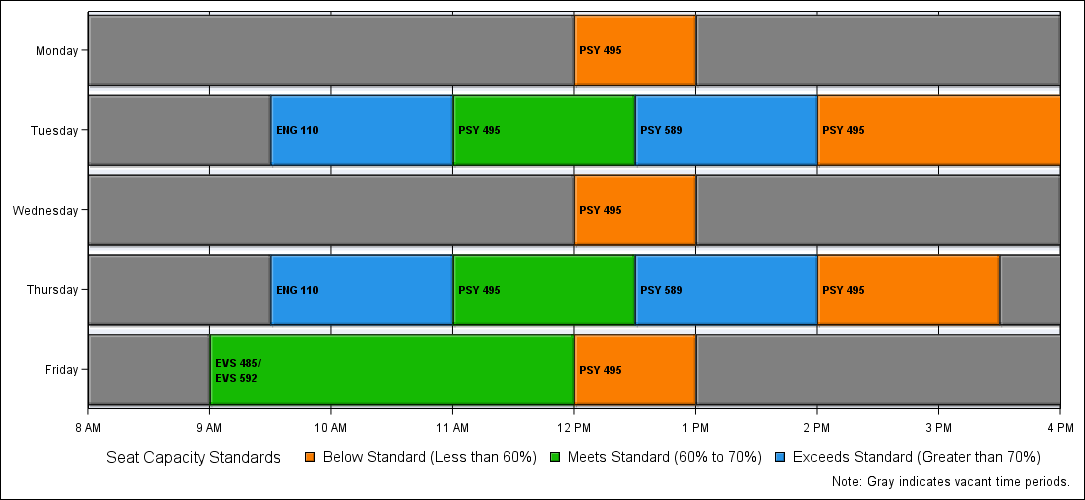 Monday
PSY 495
Tuesday
ENG 110
PSY 495
PSY 589
PSY 495
Wednesday
PSY 495
Thursday
ENG 110
PSY 495
PSY 589
PSY 495
Friday
EVS 485/
EVS 592
PSY 495
8 AM 9 AM 10 AM 11 AM 12 PM 1 PM 2 PM 3 PM 4 PM
Seat Capacity Standards Below Standard (Less than 60%) Meets Standard (60% to 70%) Exceeds Standard (Greater than 70%)
Note: Gray indicates vacant time periods.